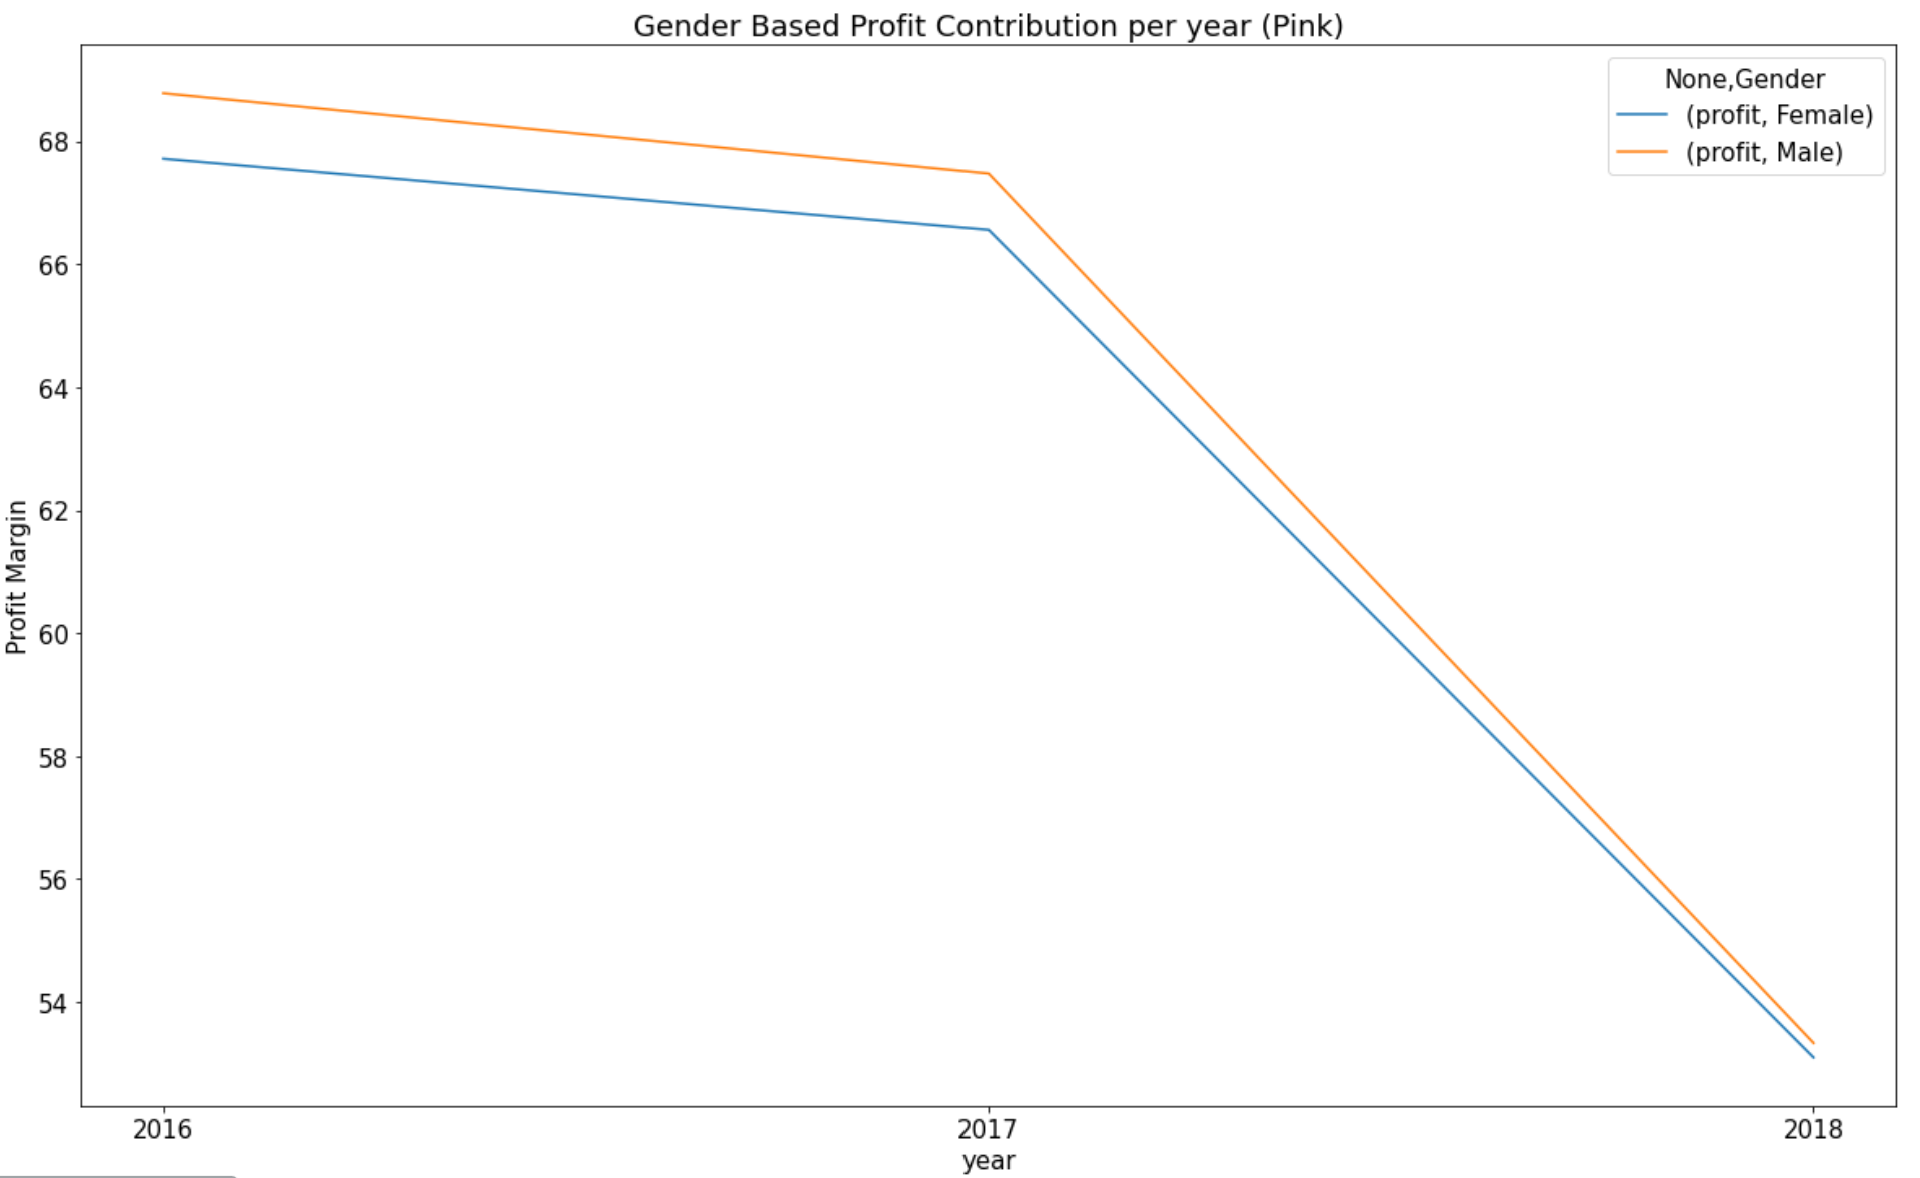 Gender Based Profit Contribution per year (Pink)
None,Gender
(profit, Female)
(profit, Male)
68
66
64
62
60
58
56
54
Profit Margin
2016
2017
2018
year